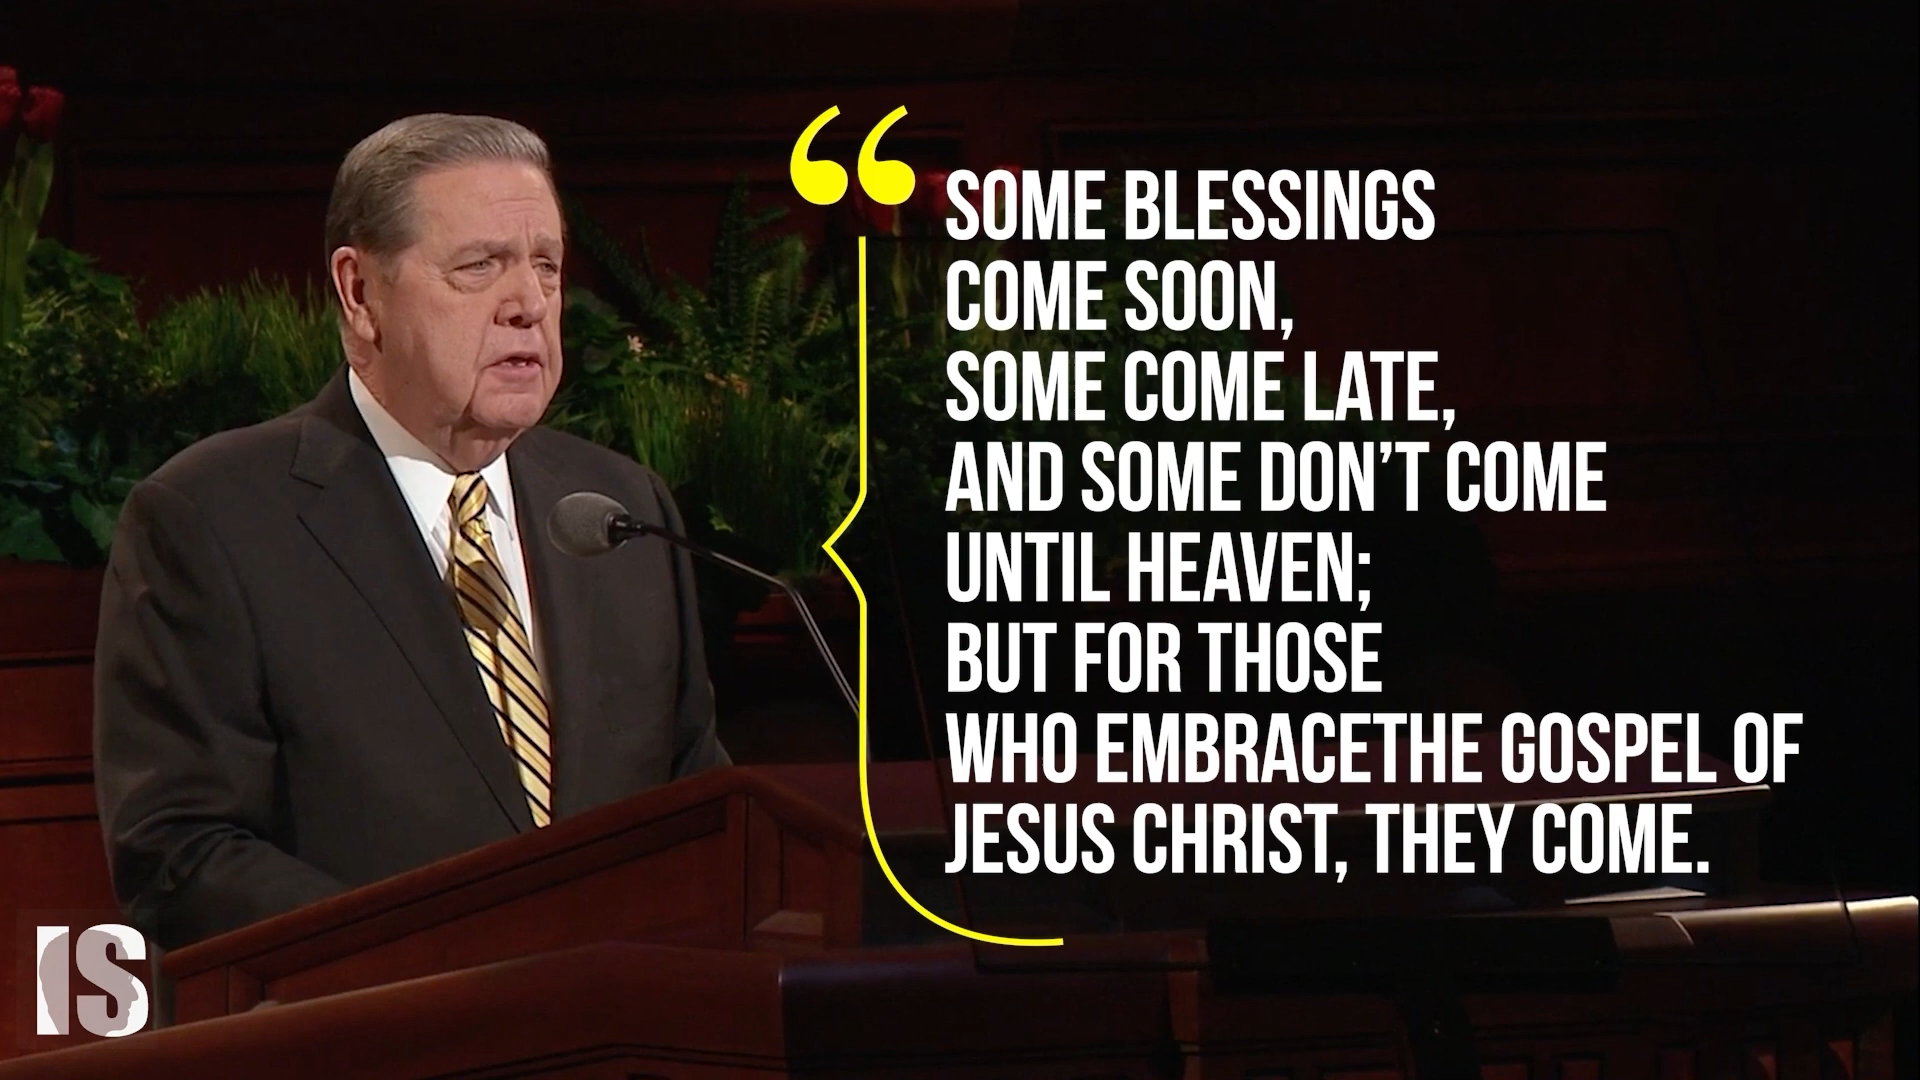 SOME BLESSINGS
COME SOON,
SOME COME LATE,
AND SOME DON'T COME
UNTIL HEAVEN;
BUT FOR THOSE
WHO EMBRACETHE GOSPEL OF
JESUS CHRIST, THEY COME.
IS